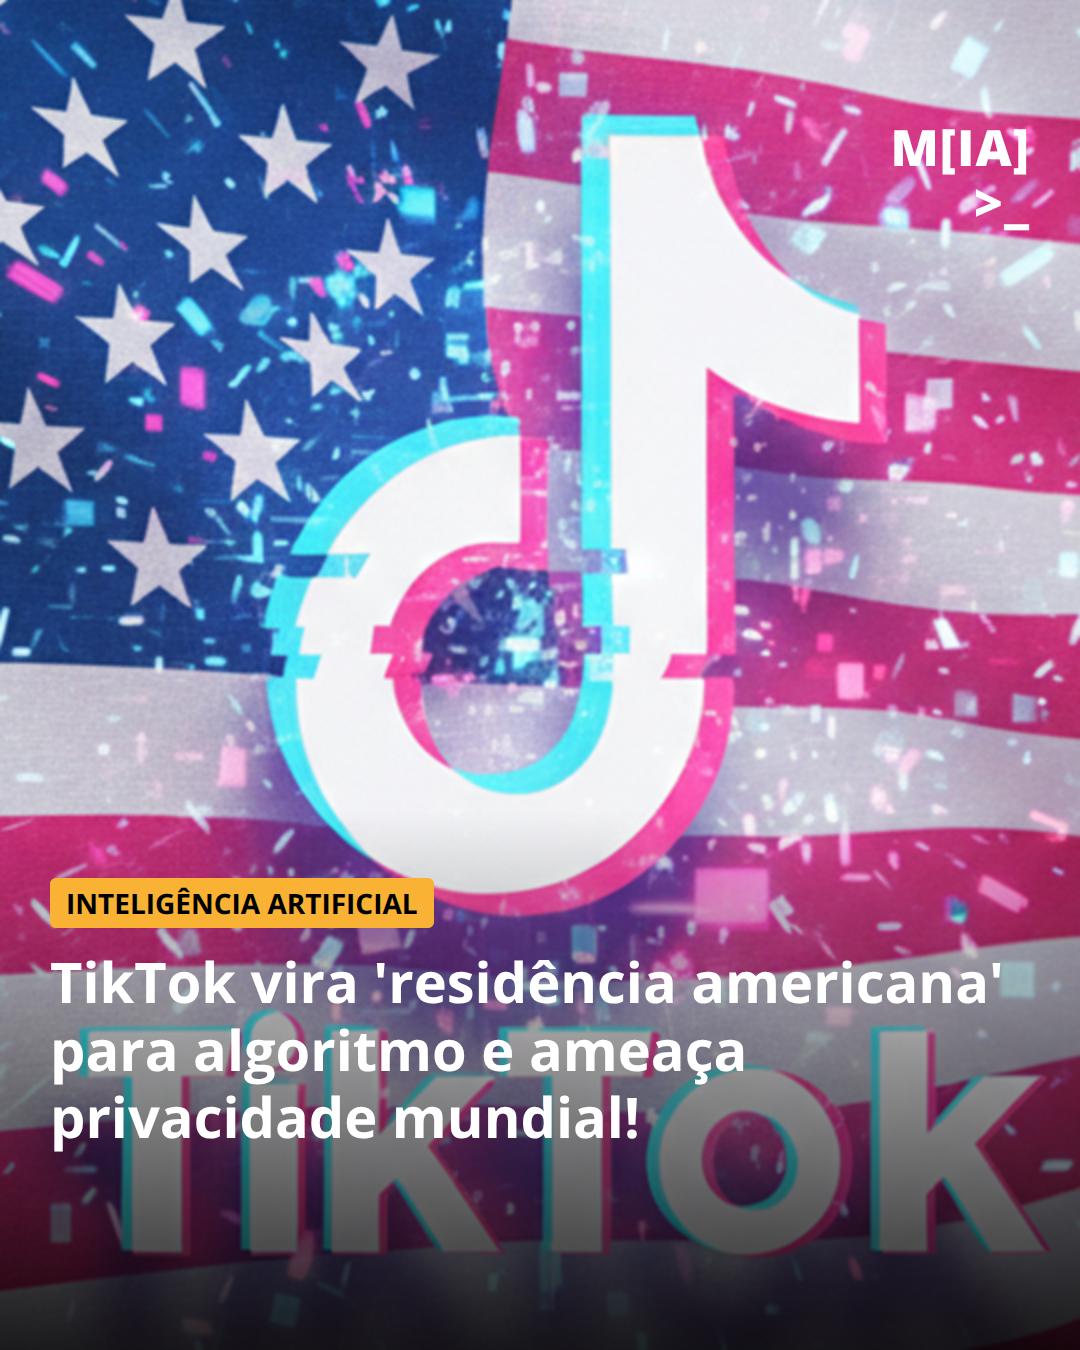 M[IA]
>_
INTELIGÊNCIA ARTIFICIAL
TikTok vira 'residência americana'
para algoritmo e ameaça
privacidade mundial!
TikTok